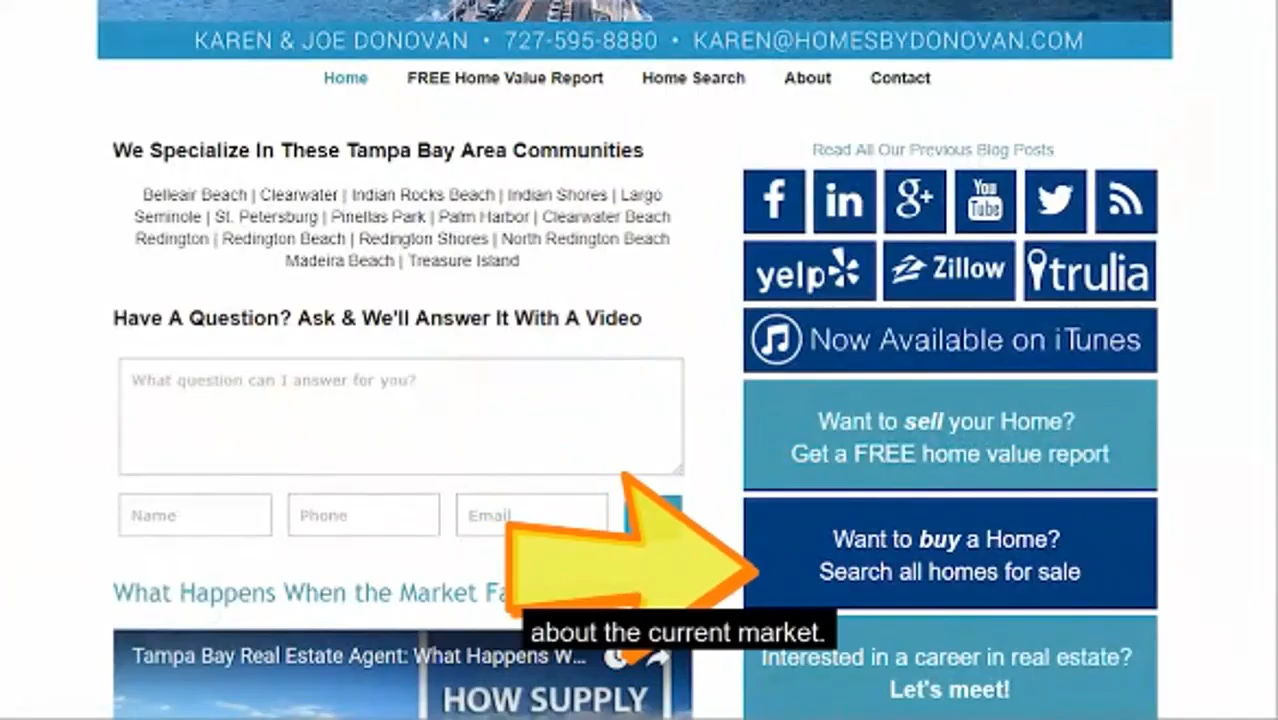 KAREN & JOE DONOVAN • 727-595-8880 • KAREN@HOMESBYDONOVAN.COM
Home FREE Home Value Report Home Search About Contact
We Specialize In These Tampa Bay Area Communities
Belleair Beach | Clearwater | Indian Rocks Beach | Indian Shores | Largo
Seminole | St. Petersburg | Pinellas Park | Palm Harbor | Clearwater Beach
Redington | Redington Beach | Redington Shores | North Redington Beach
Madeira Beach | Treasure Island
Have A Question? Ask & We'll Answer It With A Video
What question can I answer for you?
Name
Phone
Email
What Happens When the Market
Tampa Bay Real Estate Agent: What Happens W...
HOW SUPPLY
Read All Our Previous Blog Posts
f in g+ You Tube
yelp Zillow trulia
Now Available on iTunes
Want to sell your Home?
Get a FREE home value report
Want to buy a Home?
Search all homes for sale
Interested in a career in real estate?
Let's meet!
about the current market.